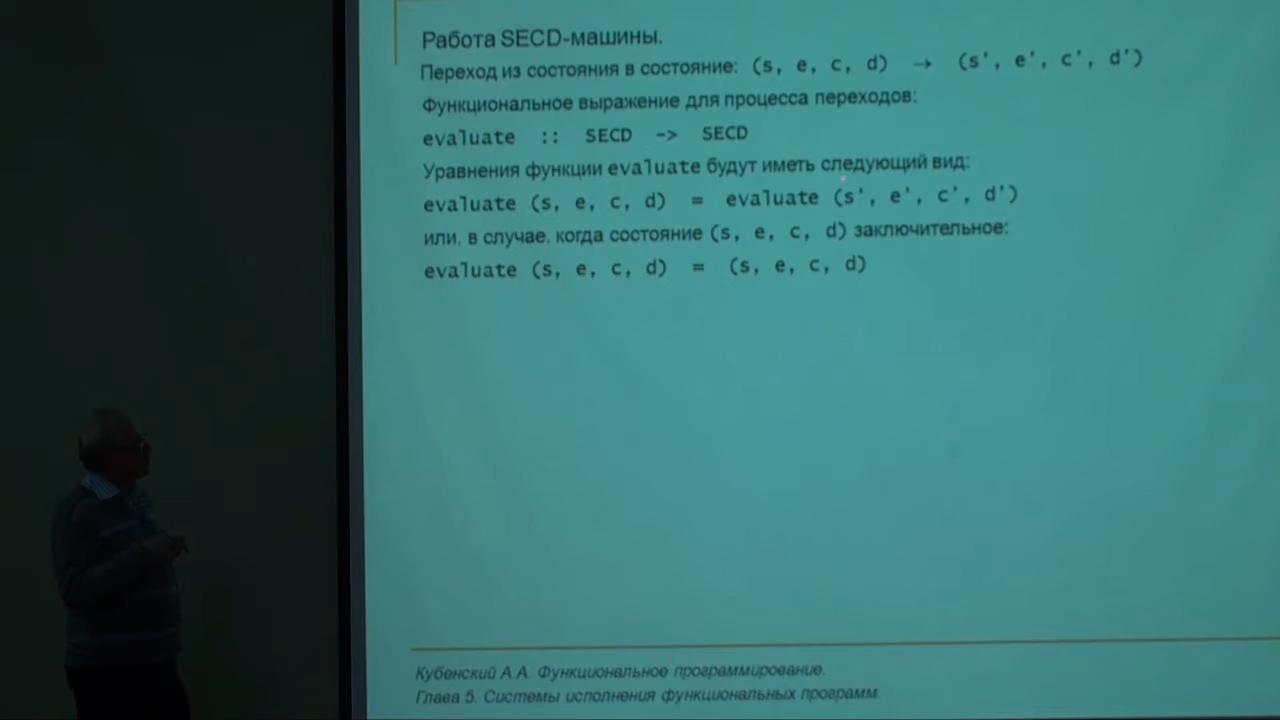 Работа SECD-машины.
Переход из состояния в состояние: (s, e, c, d) → (s', e', c', d')
Функциональное выражение для процесса переходов:
evaluate :: SECD -> SECD
Уравнения функции evaluate будут иметь следующий вид:
evaluate (s, e, c, d) = evaluate (s', e', c', d')
или, в случае, когда состояние (s, e, c, d) заключительное:
evaluate (s, e, c, d) = (s, e, c, d)
Кубенский А.А. Функциональное программирование.
Глава 5. Системы исполнения функциональных программ.